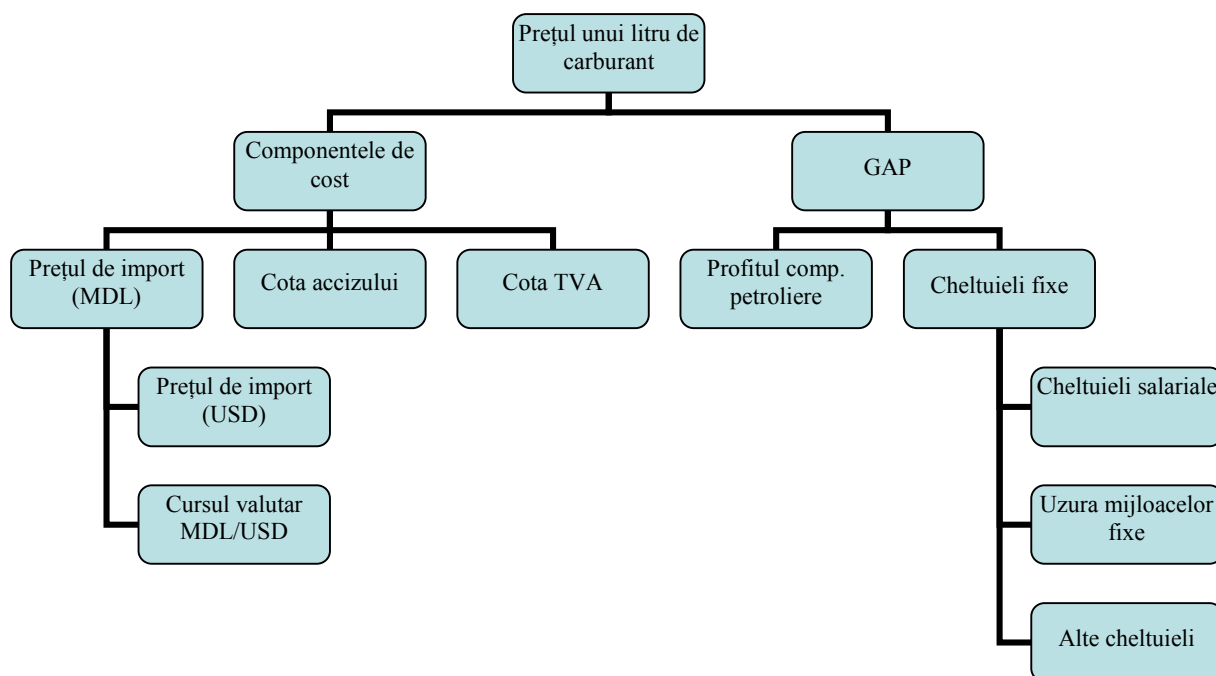 Prețul unui litru de
carburant
Componentele de
cost
GAP
Prețul de import
(MDL)
Cota accizului
Cota TVA
Profitul comp.
petroliere
Cheltuieli fixe
Prețul de import
(USD)
Cheltuieli salariale
Cursul valutar
MDL/USD
Uzura mijloacelor
fixe
Alte cheltuieli